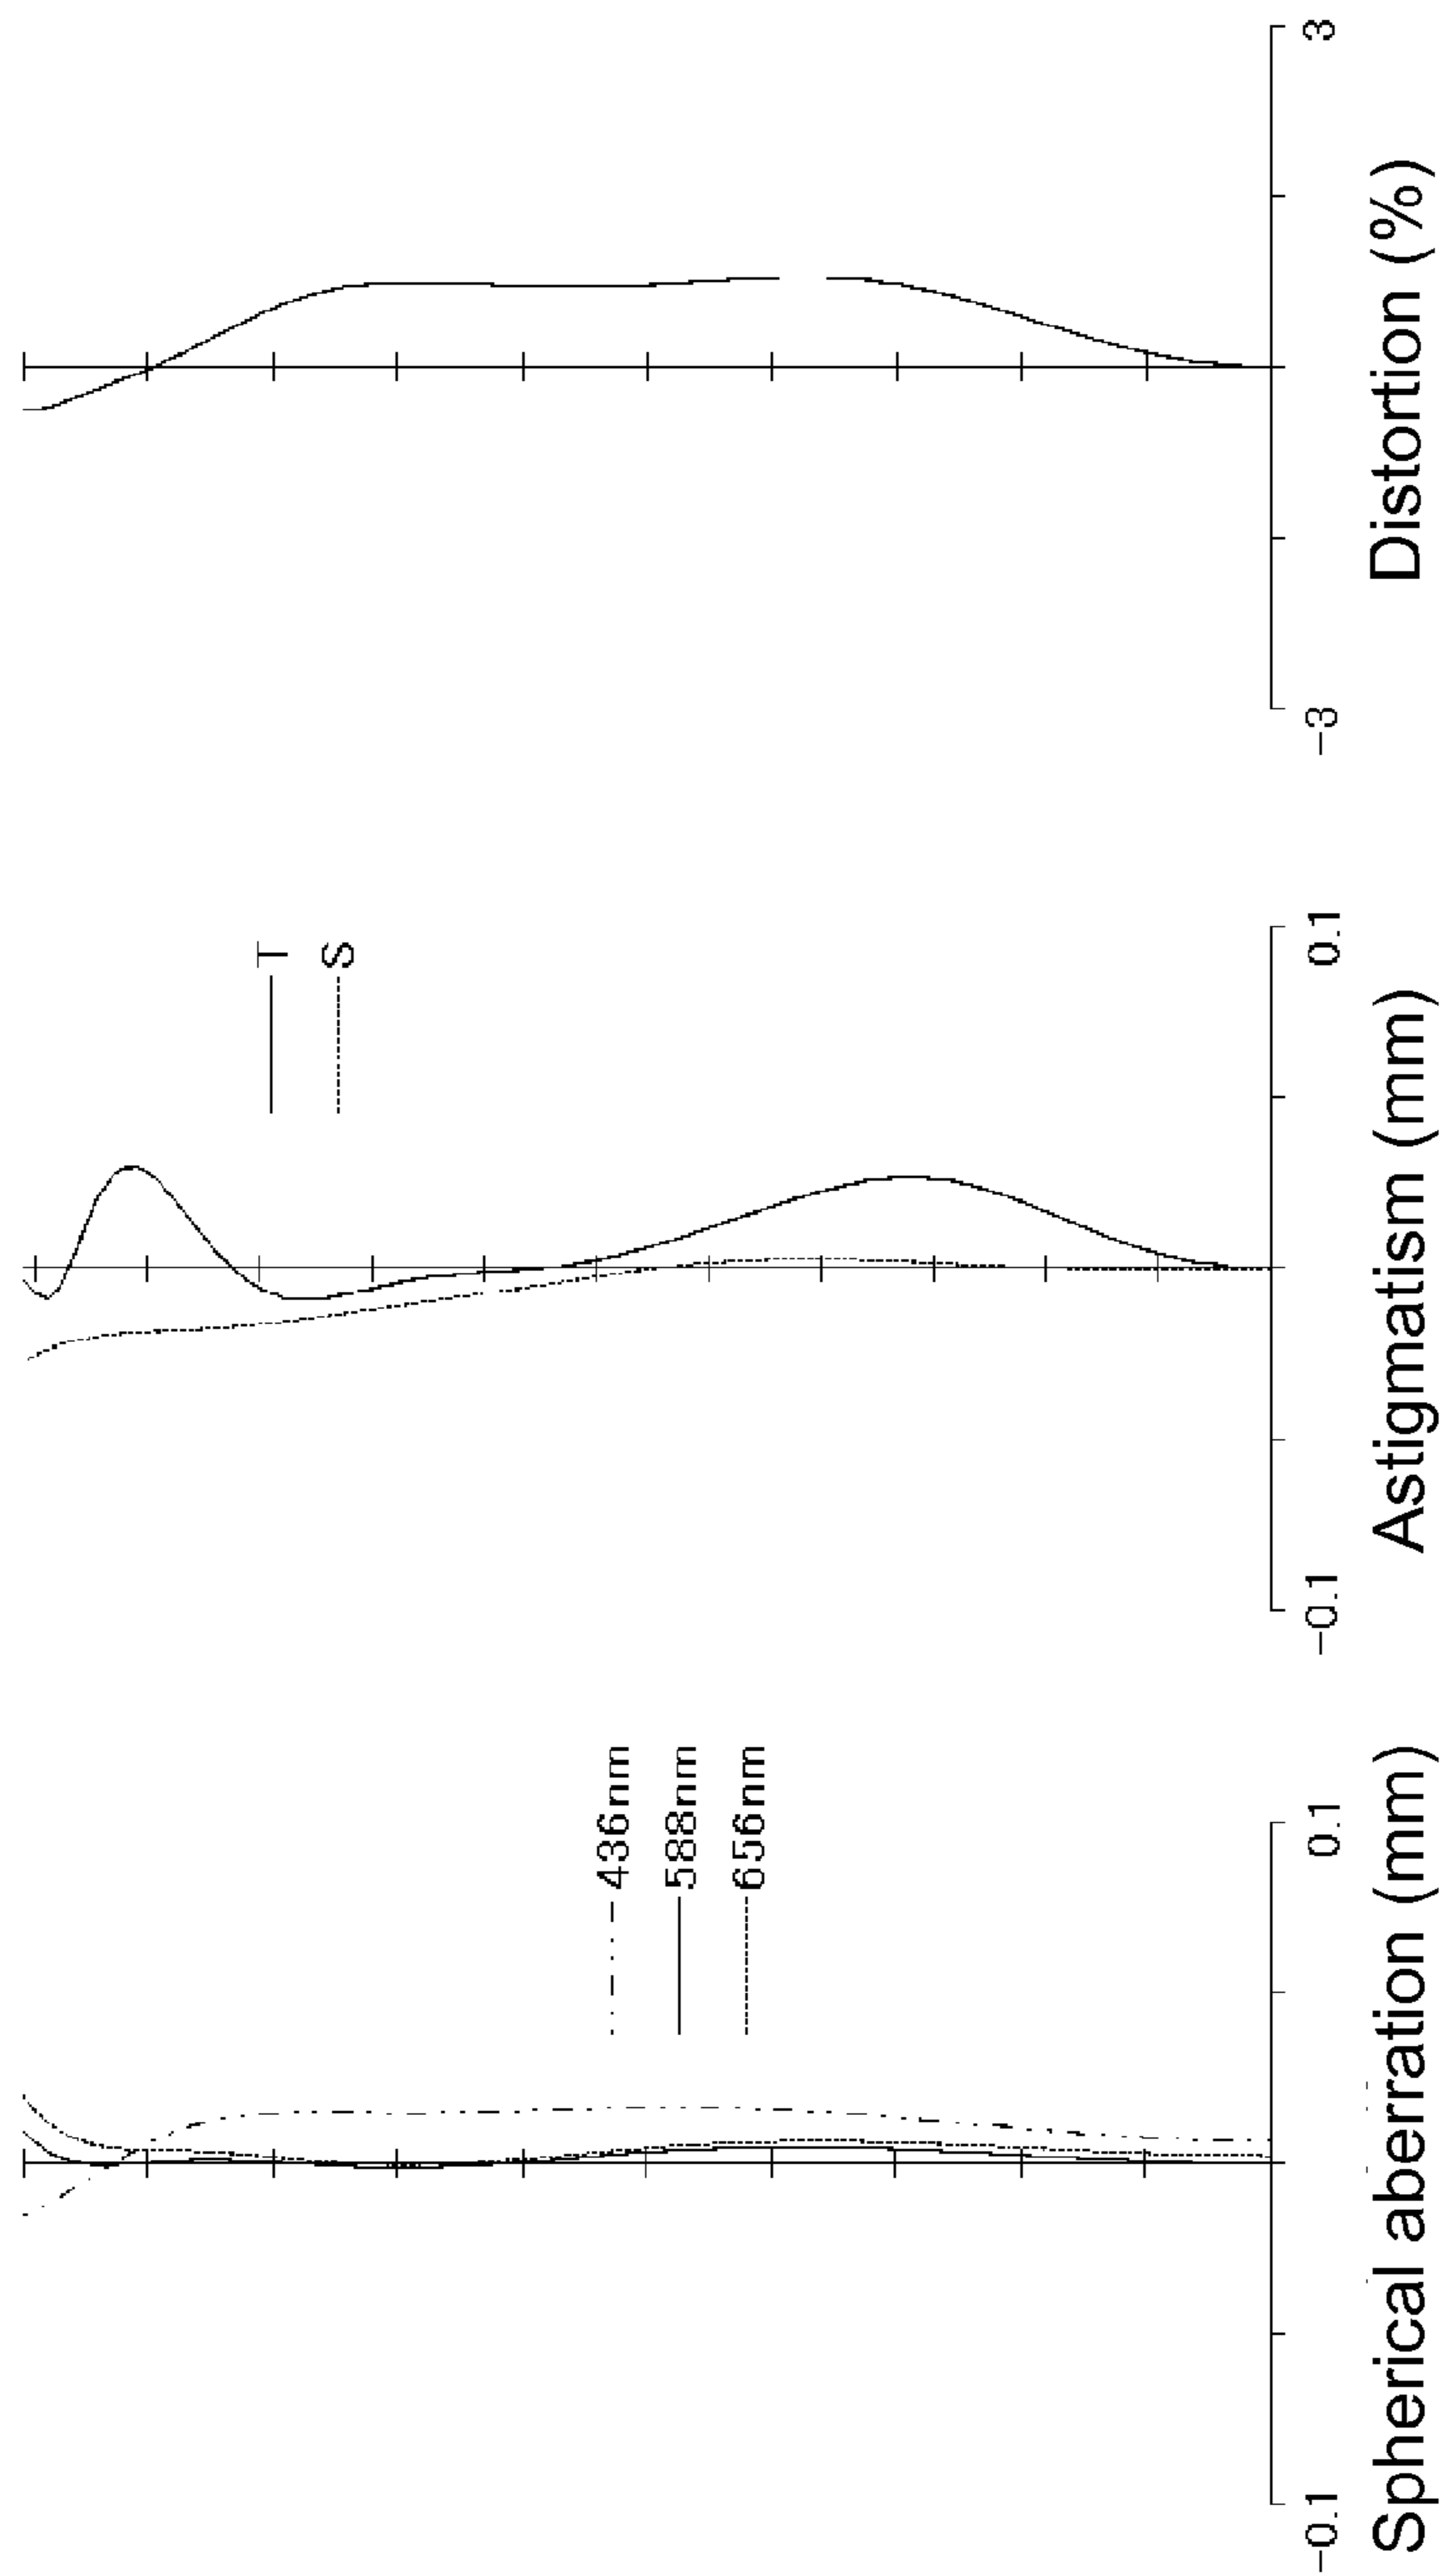 436nm
588nm
656nm
−0.1
0.1
Spherical aberration (mm)
T
S
−0.1
0.1
Astigmatism (mm)
−3
3
Distortion (%)